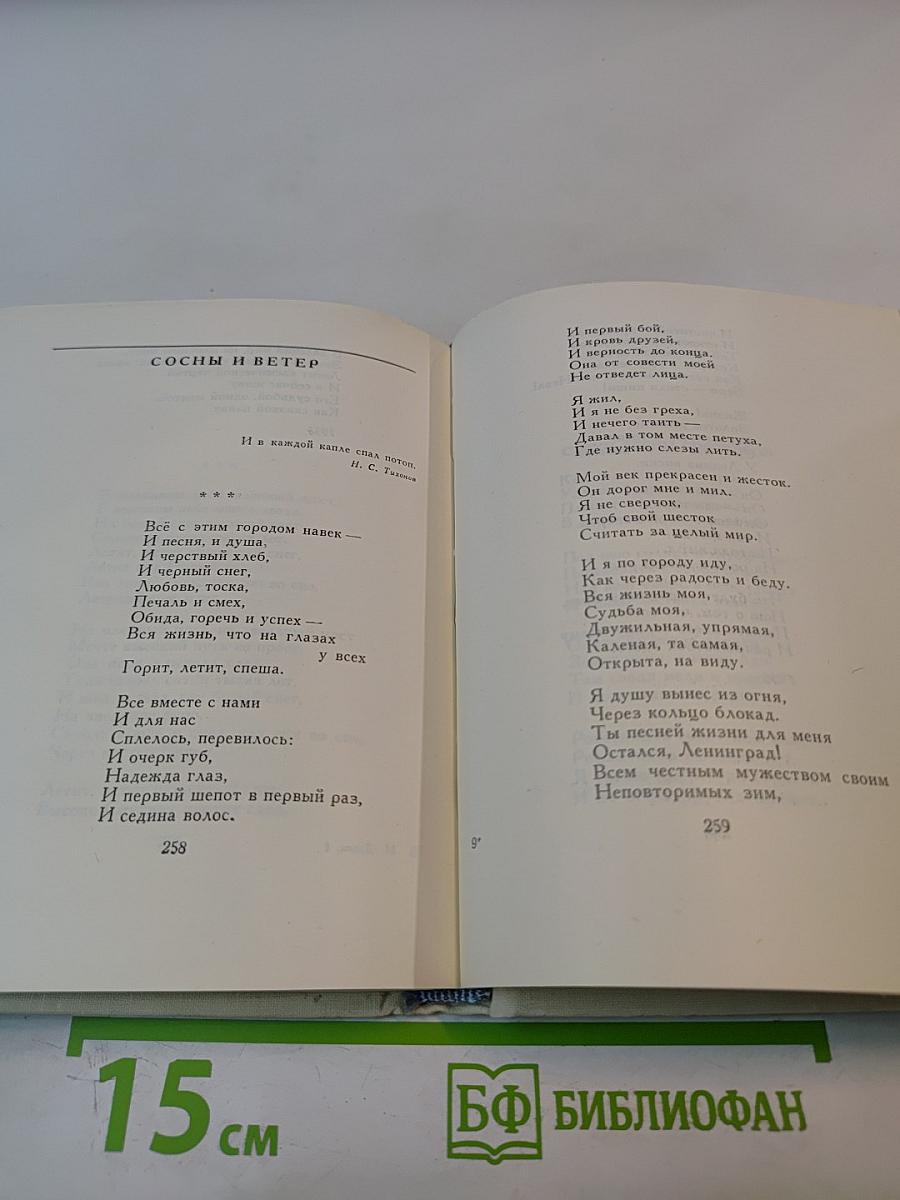 СОСНЫ И ВЕТЕР
И в каждой капле спал потоп.
Н. С. Тихонов
* * *
Всё с этим городом навек —
И песня, и душа,
И черствый хлеб,
И черный снег,
Любовь, тоска,
Печаль и смех,
Обида, горечь и успех —
Вся жизнь, что на глазах
у всех
Горит, летит, спеша.
Все вместе с нами
И для нас
Сплелось, перевилось:
И очерк губ,
Надежда глаз,
И первый шепот в первый раз,
И седина волос.
258
И первый бой,
И кровь друзей,
И верность до конца.
Она от совести моей
Не отведет лица.
Я жил,
И я не без греха,
И нечего таить —
Давал в том месте петуха,
Где нужно слезы лить.
Мой век прекрасен и жесток.
Он дорог мне и мил.
Я не сверчок,
Чтоб свой шесток
Считать за целый мир.
И я по городу иду,
Как через радость и беду.
Вся жизнь моя,
Судьба моя,
Двужильная, упрямая,
Каленая, та самая,
Открыта, на виду.
Я душу вынес из огня,
Через кольцо блокад.
Ты песней жизни для меня
Остался, Ленинград!
Всем честным мужеством своим
Неповторимых зим,
259
9*
15 см
БФ БИБЛИОФАН